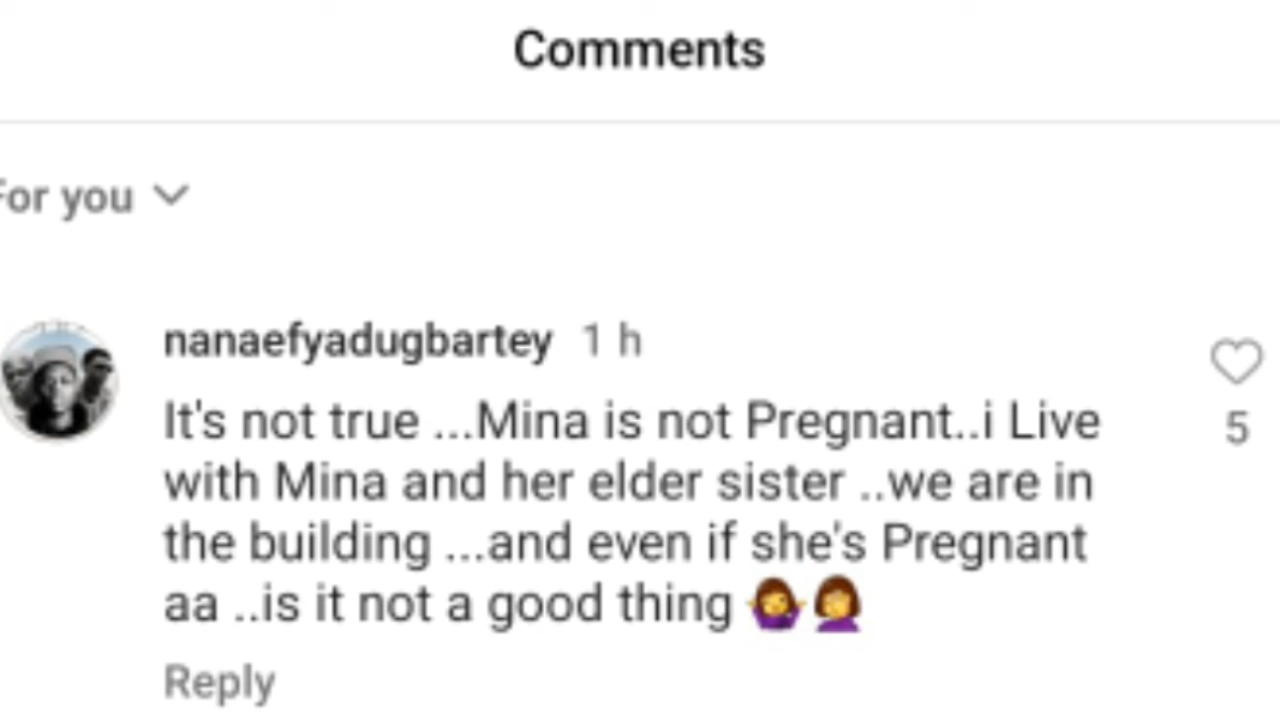 Comments
For you
nanaefyadugbartey 1 h
It's not true ...Mina is not Pregnant..i Live
with Mina and her elder sister ..we are in
the building ...and even if she's Pregnant
aa ..is it not a good thing 🤷‍♀️🤦‍♀️
5
Reply